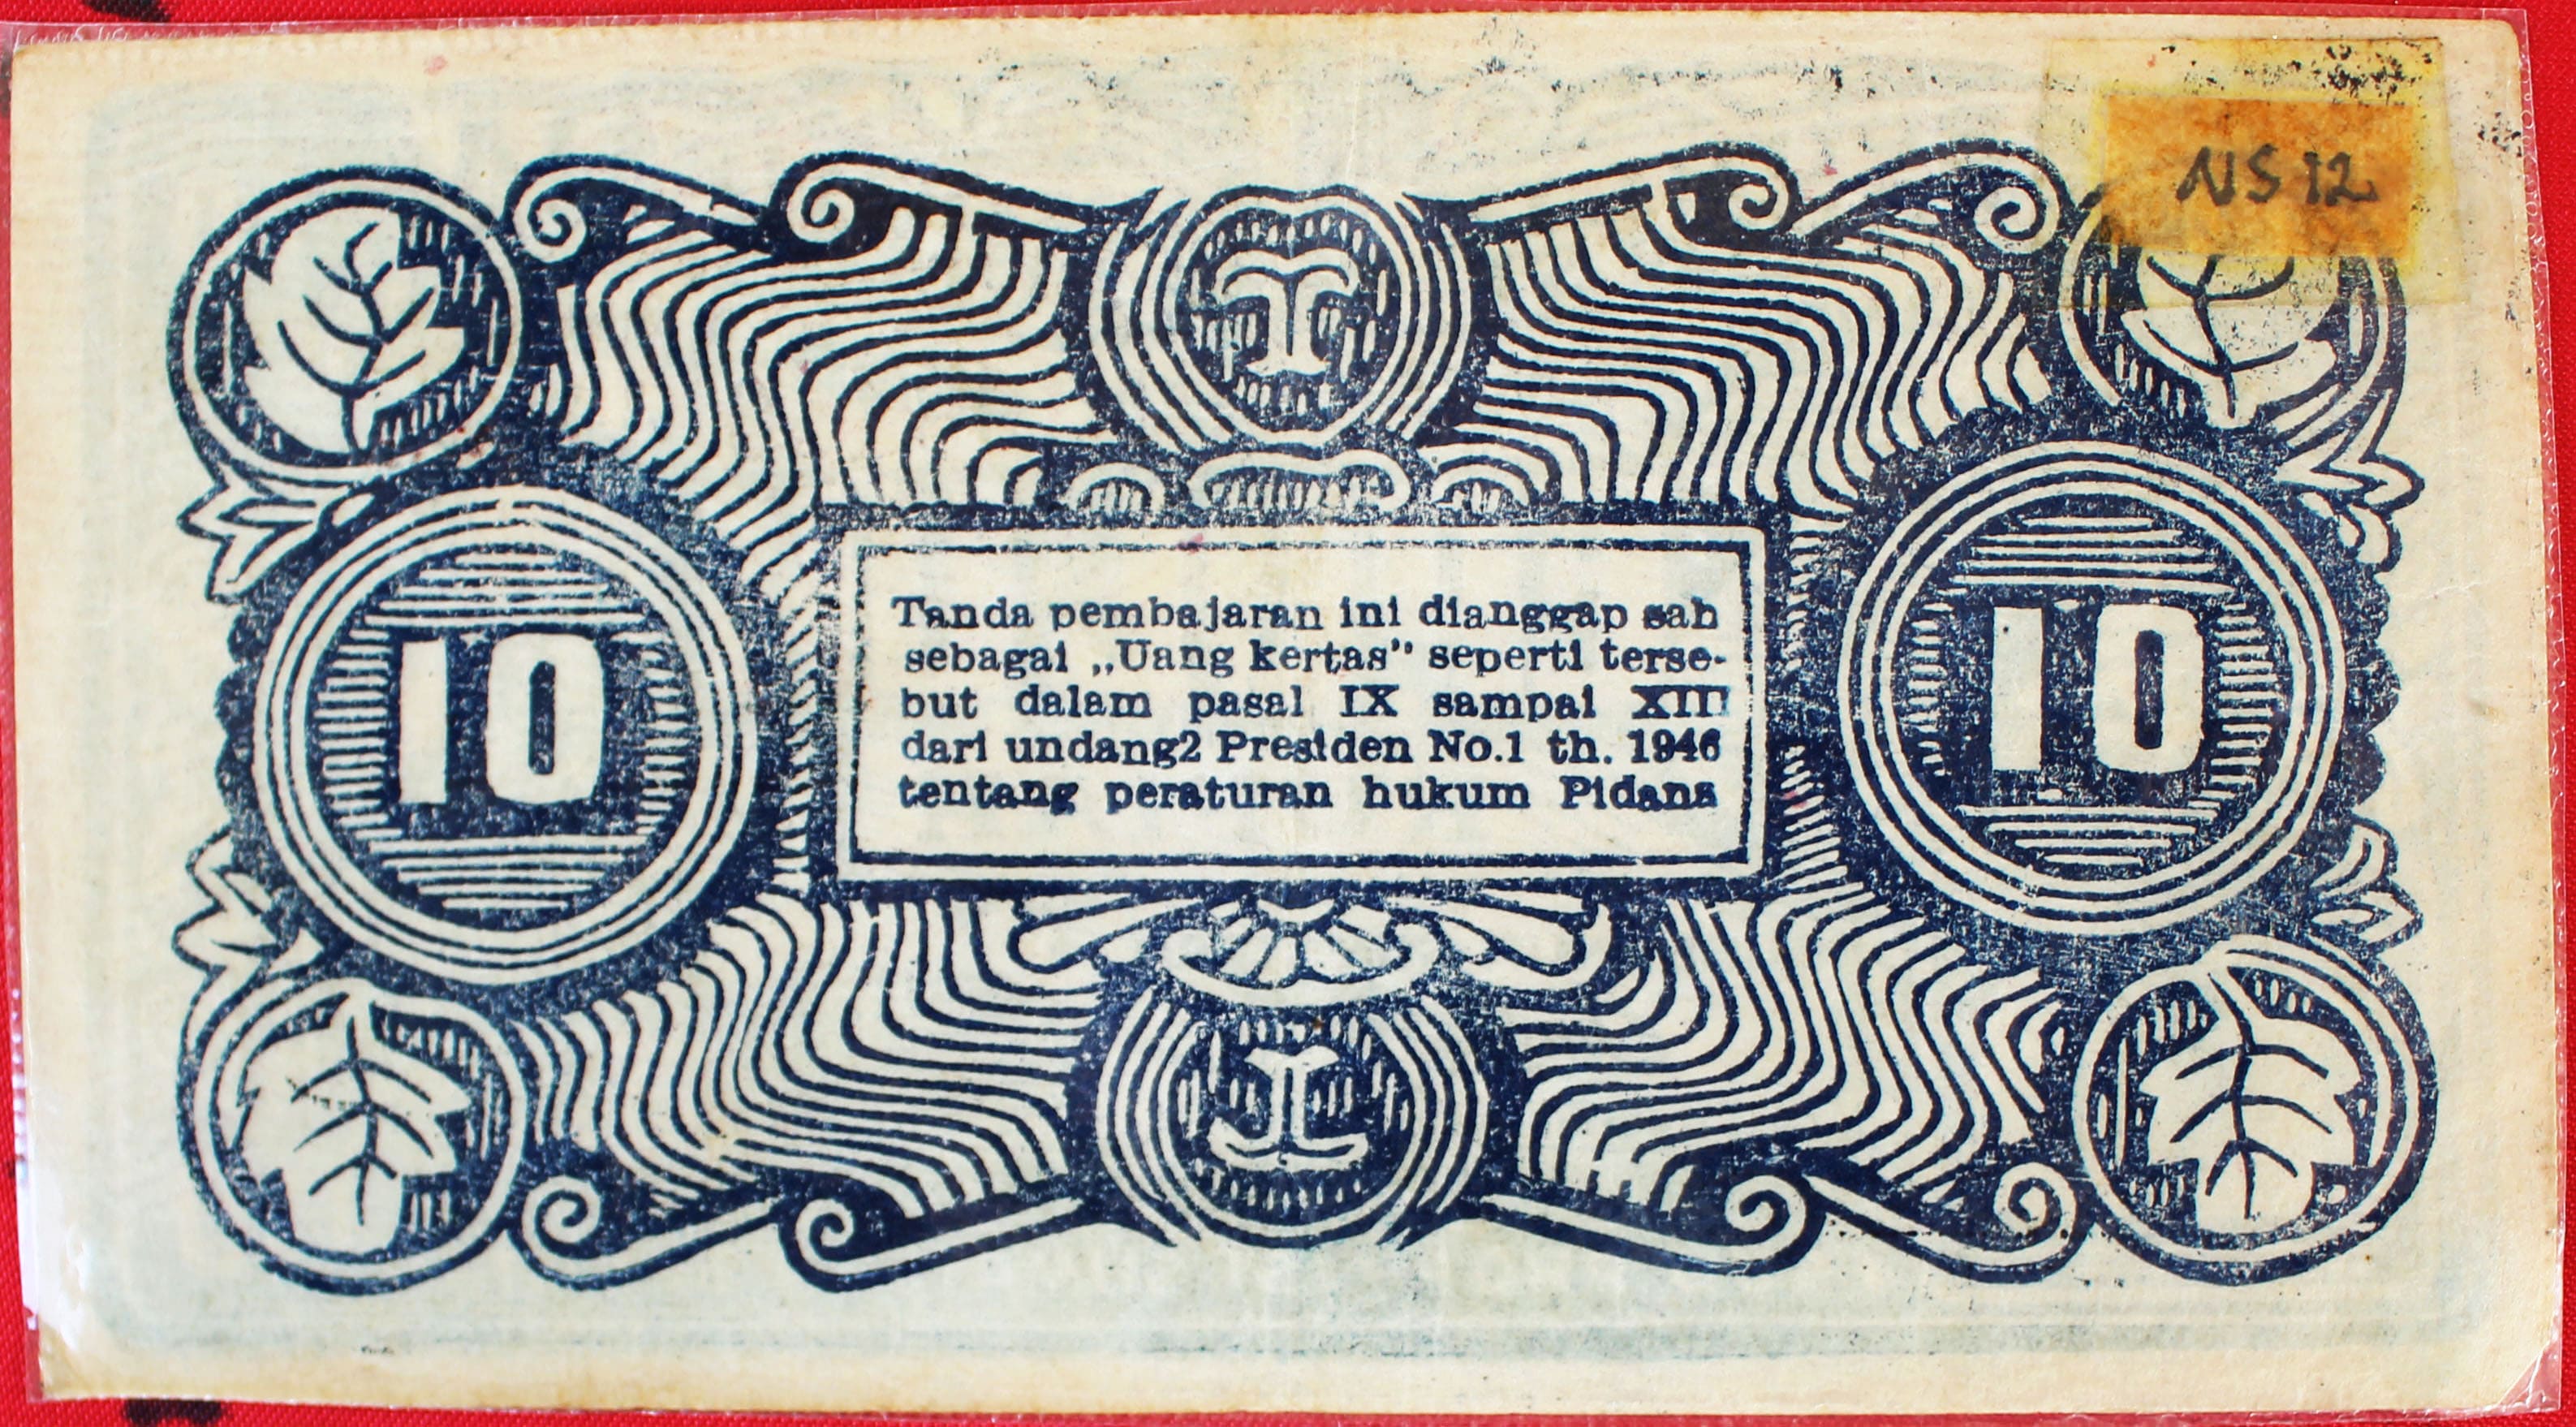 NS 12
10
10
Tanda pembajaran ini dianggap sah
sebagai „Uang kertas” seperti terse-
but dalam pasal IX sampai XIII
dari undang2 Presiden No.1 th. 1946
tentang peraturan hukum Pidana